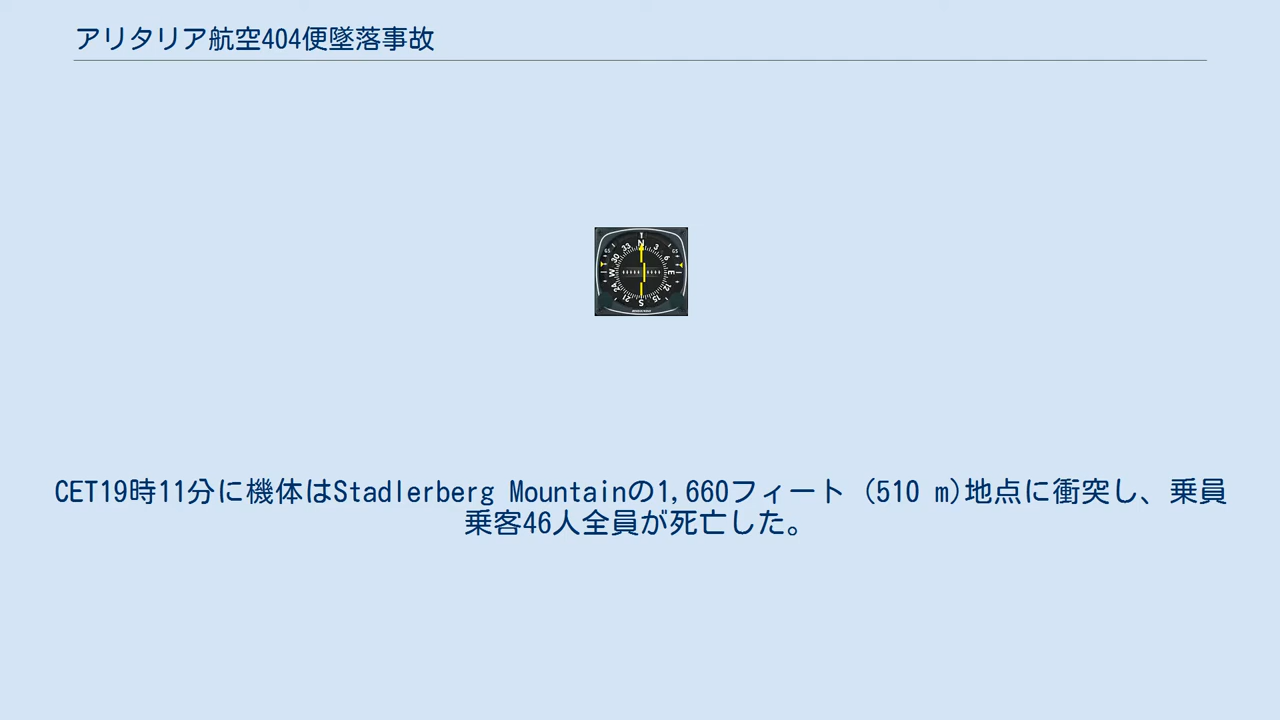 アリタリア航空404便墜落事故
CET19時11分に機体はStadlerberg Mountainの1,660フィート (510 m)地点に衝突し、乗員
乗客46人全員が死亡した。